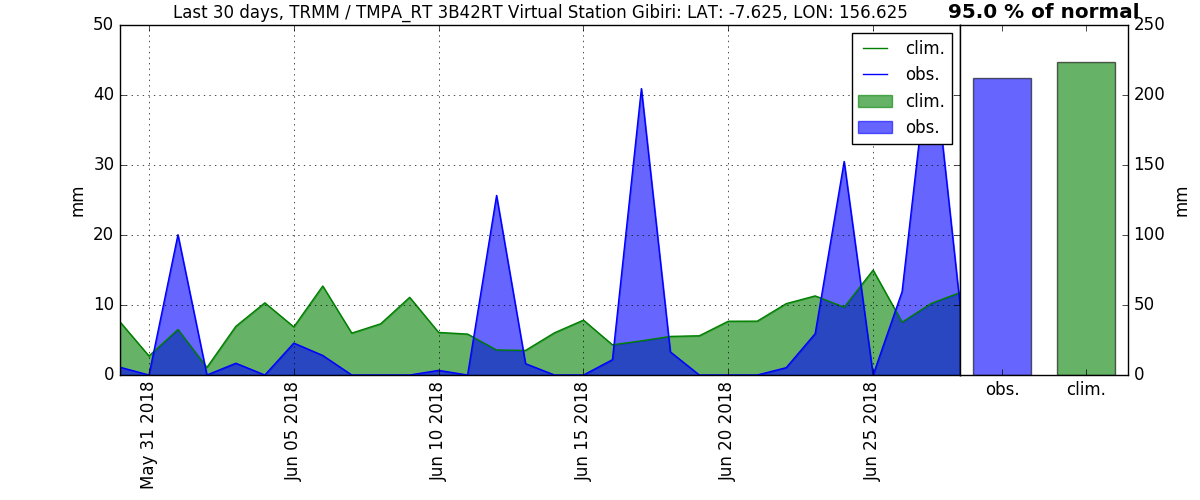 Last 30 days, TRMM / TMPA_RT 3B42RT Virtual Station Gibiri: LAT: -7.625, LON: 156.625
95.0 % of normal
50
40
30
20
10
0
mm
clim.
obs.
clim.
obs.
250
200
150
100
50
0
mm
May 31 2018
Jun 05 2018
Jun 10 2018
Jun 15 2018
Jun 20 2018
Jun 25 2018
obs.
clim.